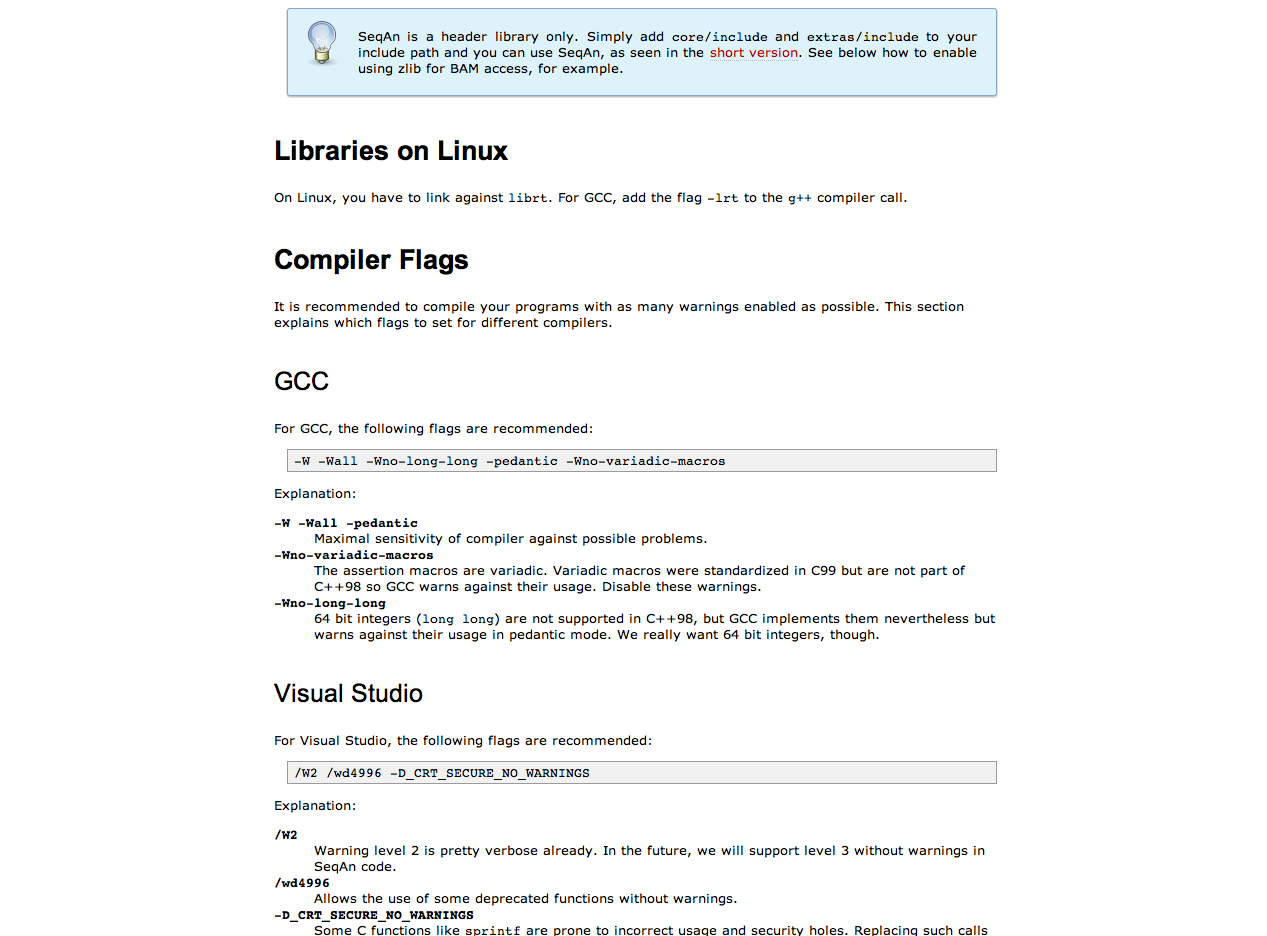 SeqAn is a header library only. Simply add core/include and extras/include to your
include path and you can use SeqAn, as seen in the short version. See below how to enable
using zlib for BAM access, for example.
Libraries on Linux
On Linux, you have to link against librt. For GCC, add the flag -lrt to the g++ compiler call.
Compiler Flags
It is recommended to compile your programs with as many warnings enabled as possible. This section
explains which flags to set for different compilers.
GCC
For GCC, the following flags are recommended:
-W -Wall -Wno-long-long -pedantic -Wno-variadic-macros
Explanation:
-W -Wall -pedantic
Maximal sensitivity of compiler against possible problems.
-Wno-variadic-macros
The assertion macros are variadic. Variadic macros were standardized in C99 but are not part of
C++98 so GCC warns against their usage. Disable these warnings.
-Wno-long-long
64 bit integers (long long) are not supported in C++98, but GCC implements them nevertheless but
warns against their usage in pedantic mode. We really want 64 bit integers, though.
Visual Studio
For Visual Studio, the following flags are recommended:
/W2 /wd4996 -D_CRT_SECURE_NO_WARNINGS
Explanation:
/W2
Warning level 2 is pretty verbose already. In the future, we will support level 3 without warnings in
SeqAn code.
/wd4996
Allows the use of some deprecated functions without warnings.
-D_CRT_SECURE_NO_WARNINGS
Some C functions like sprintf are prone to incorrect usage and security holes. Replacing such calls